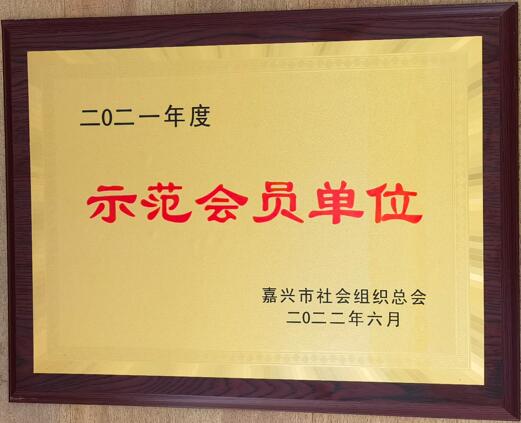 二〇二一年度
示范会员单位
嘉兴市社会组织总会
二〇二二年六月